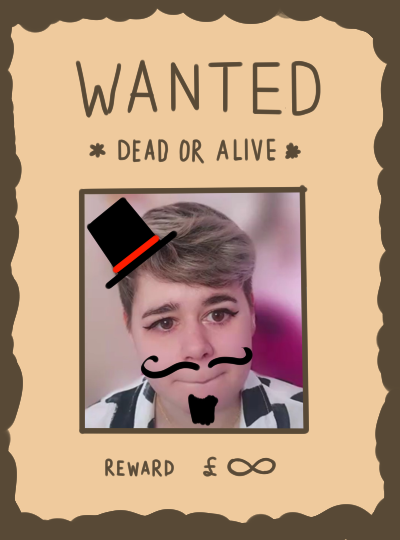 WANTED
* DEAD OR ALIVE *
REWARD £ ∞